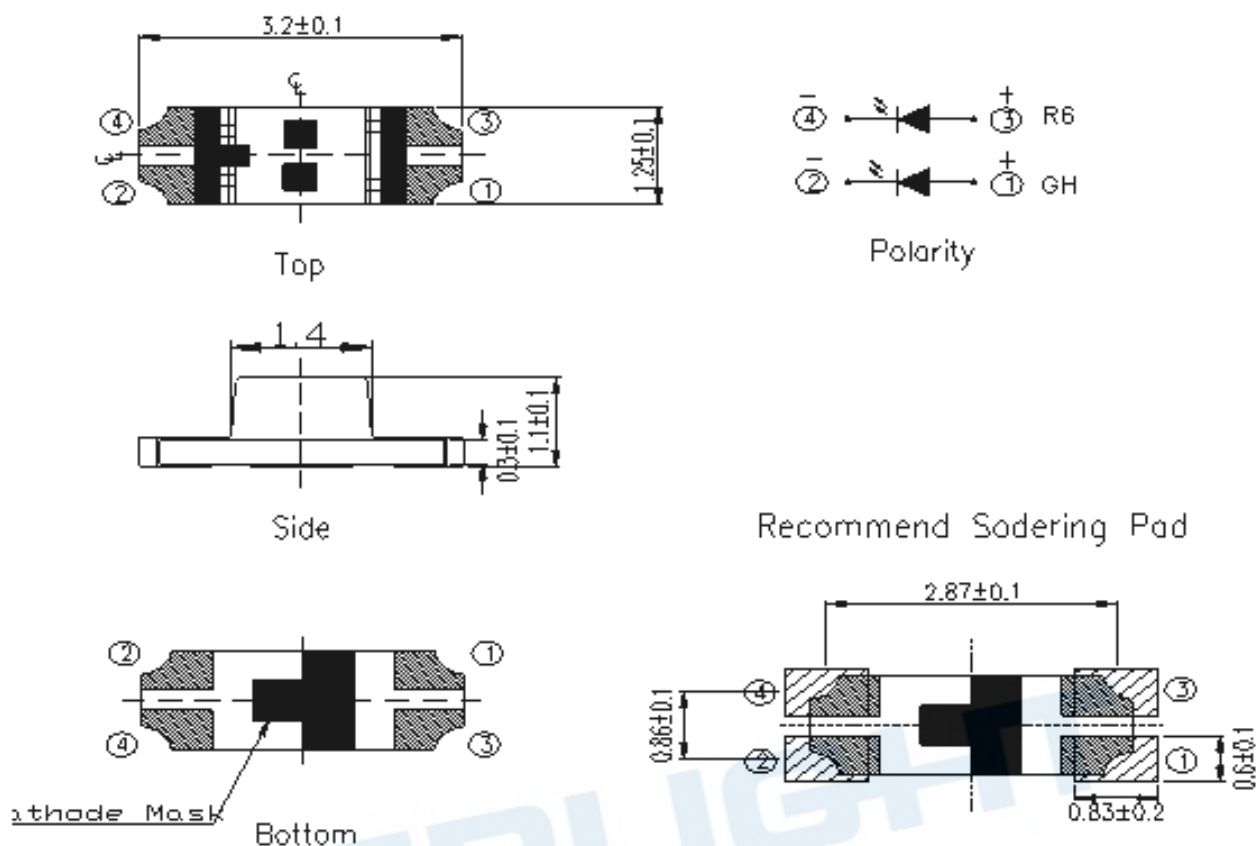 3.2±0.1
℄
④
③
℄
②
①
1.25±0.1
Top
④ - + ③ R6
② - + ① GH
Polarity
1.4
0.3±0.1
1.1±0.1
Side
②
①
④
③
athode Mask
Bottom
Recommend Sodering Pad
2.87±0.1
④
③
0.86±0.1
②
①
0.6±0.1
0.83±0.2